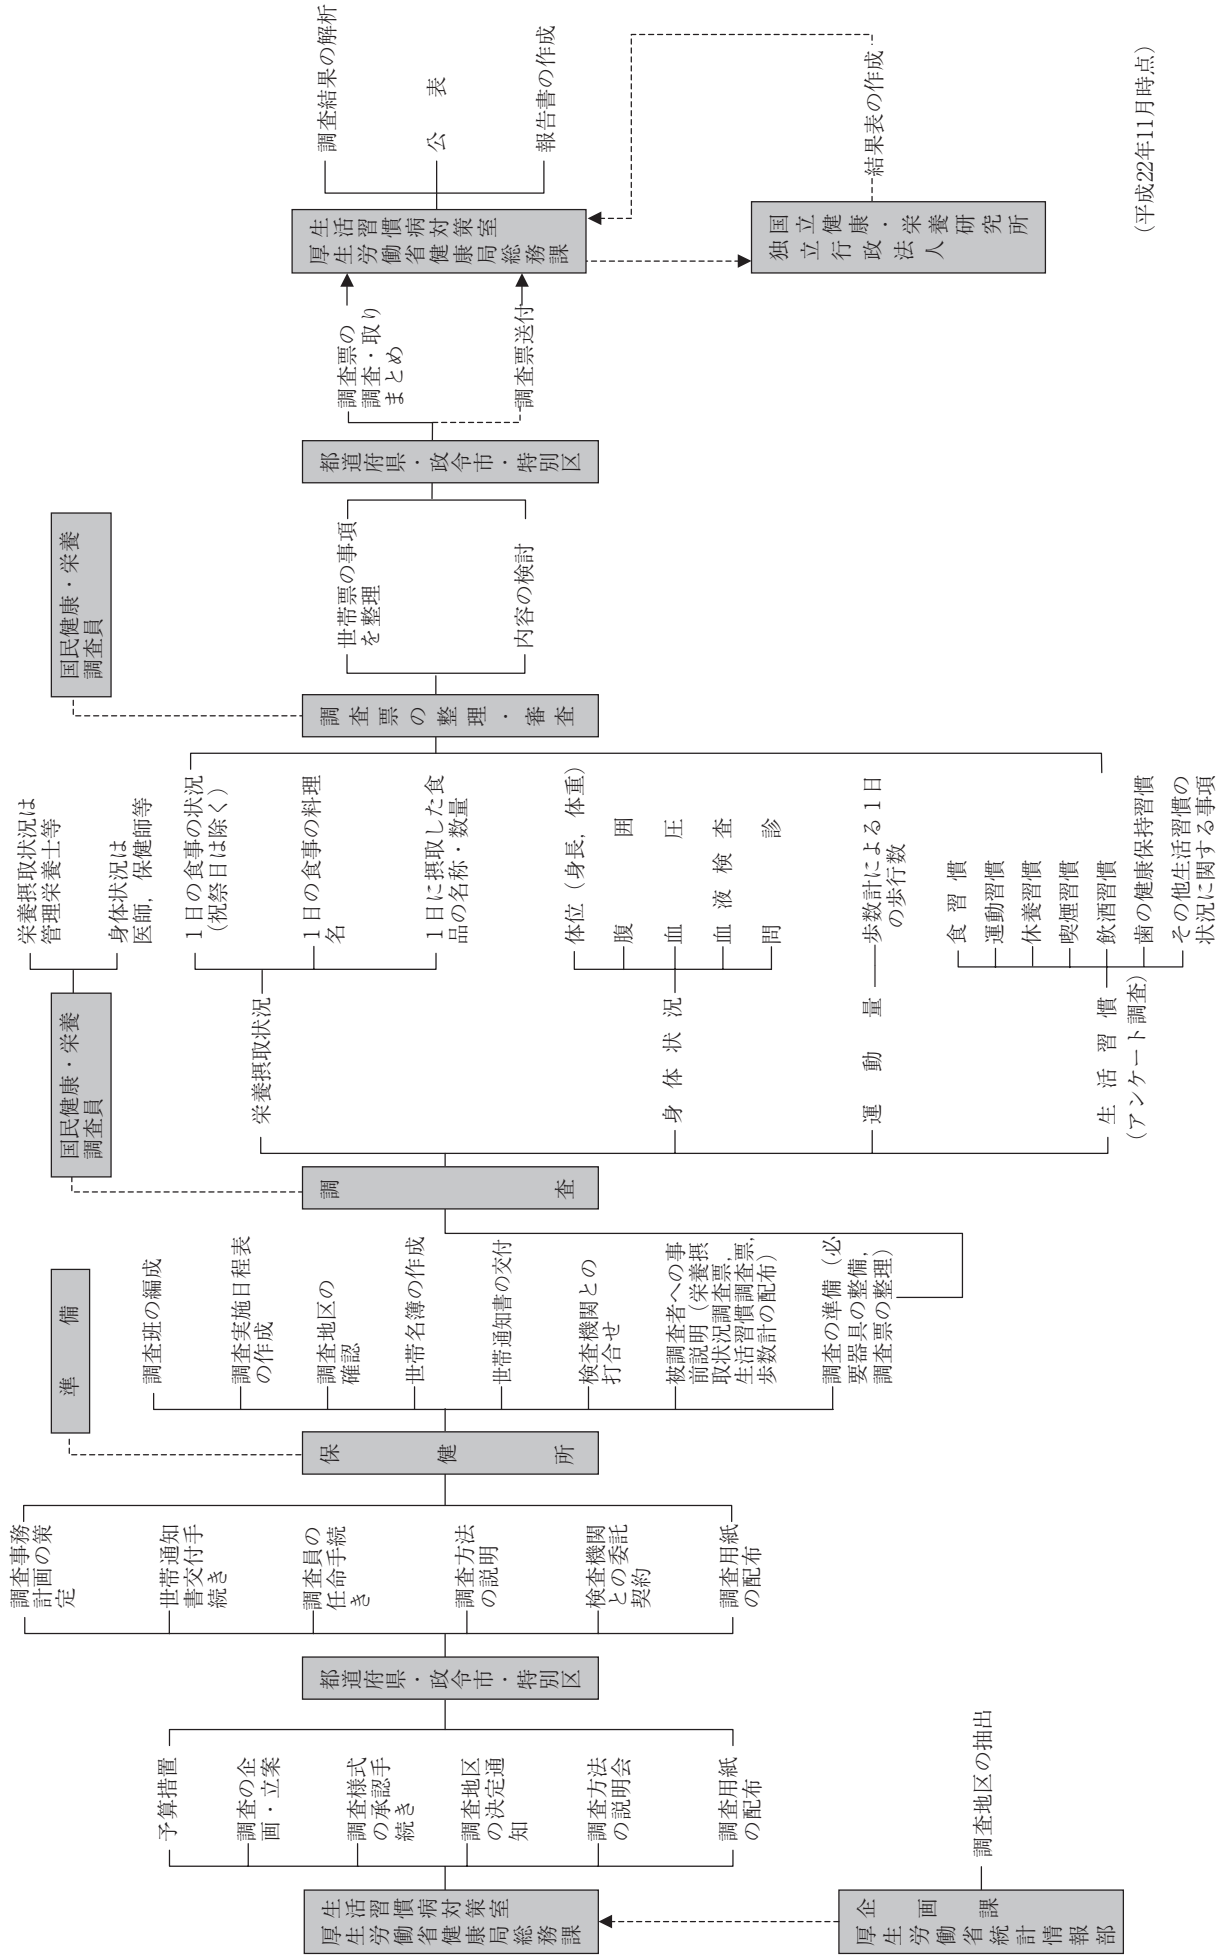 厚生労働省健康局総務課
生活習慣病対策室
厚生労働省統計情報部
企画課
調査地区の抽出
予算措置
調査の企
画・立案
調査様式
の承認手
続き
調査地区
の決定通
知
調査方法
の説明会
調査用紙
の配布
都道府県・政令市・特別区
調査事務
計画の策
定
世帯通知
書交付手
続き
調査員の
任命手続
き
調査方法
の説明
検査機関
との委託
契約
調査用紙
の配布
準備
保健所
調査班の編成
調査実施日程表
の作成
調査地区の
確認
世帯名簿の作成
世帯通知書の交付
検査機関との
打合せ
被調査者への事
前説明(栄養摂
取状況調査票,
生活習慣調査票,
歩数計の配布)
調査の準備(必
要器具の整備,
調査票の整理)
調査
国民健康・栄養
調査員
栄養摂取状況は
管理栄養士等
身体状況は
医師,保健師等
栄養摂取状況
1日の食事の状況
(祝祭日は除く)
1日の食事の料理
名
1日に摂取した食
品の名称・数量
身体状況
体位(身長,体重)
腹囲
血圧
血液検査
問診
運動量
歩数計による1日
の歩行数
生活習慣
(アンケート調査)
食習慣
運動習慣
休養習慣
喫煙習慣
飲酒習慣
歯の健康保持習慣
その他生活習慣の
状況に関する事項
国民健康・栄養
調査員
調査票の整理・審査
世帯票の事項
を整理
内容の検討
都道府県・政令市・特別区
調査票の
調査・取り
まとめ
調査票送付
厚生労働省健康局総務課
生活習慣病対策室
調査結果の解析
公表
報告書の作成
独立行政法人
国立健康・栄養研究所
結果表の作成
(平成22年11月時点)